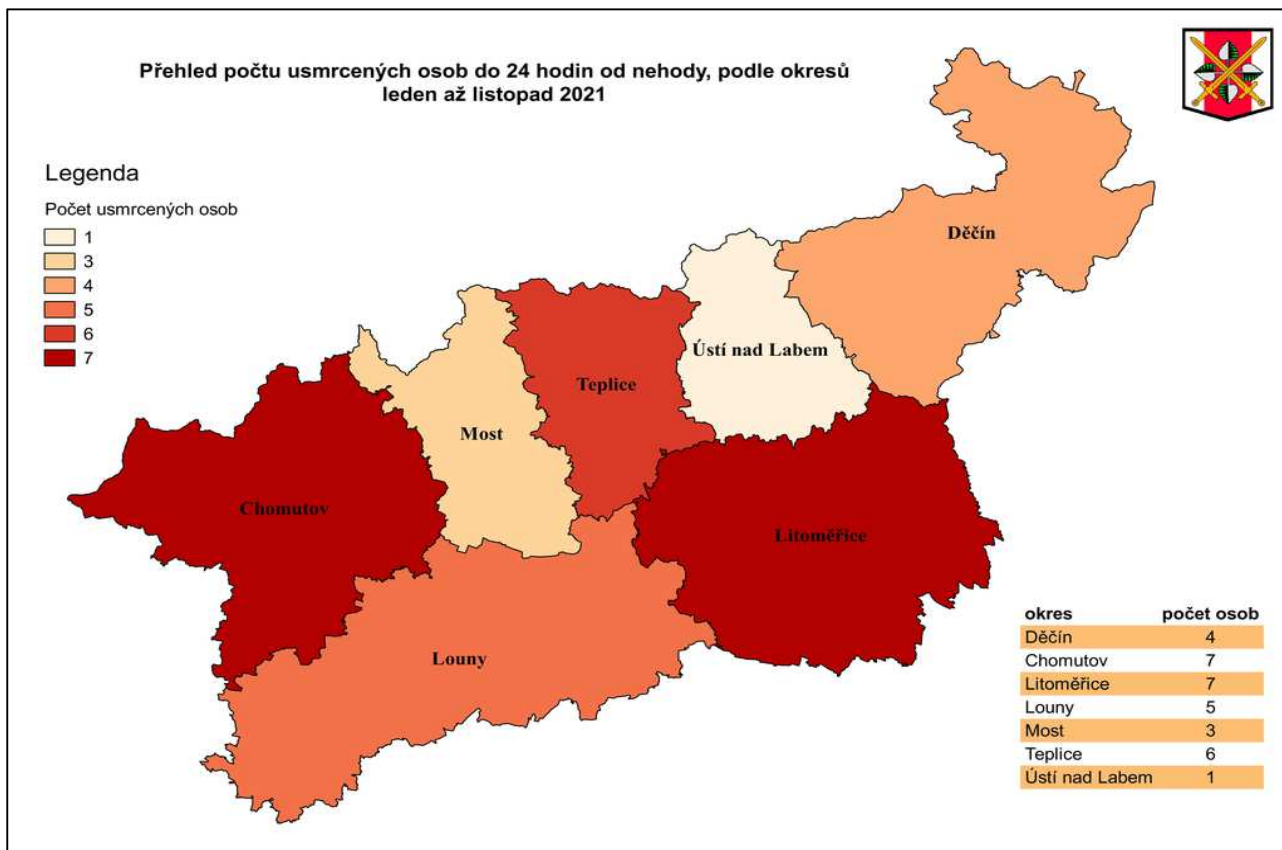 Přehled počtu usmrcených osob do 24 hodin od nehody, podle okresů
leden až listopad 2021
Legenda
Počet usmrcených osob
1
3
4
5
6
7
Děčín
Ústí nad Labem
Teplice
Most
Chomutov
Litoměřice
Louny
okres počet osob
Děčín 4
Chomutov 7
Litoměřice 7
Louny 5
Most 3
Teplice 6
Ústí nad Labem 1